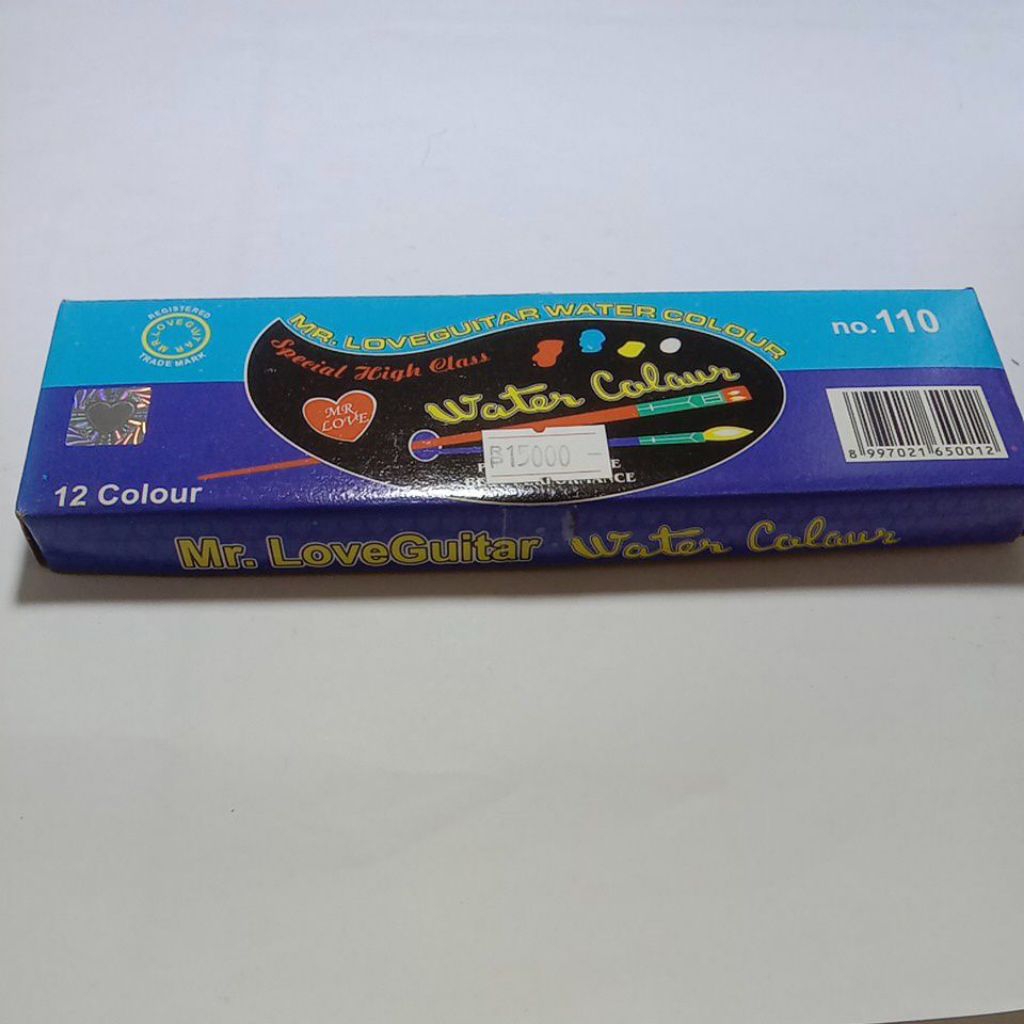 REGISTERED
MR LOVEGUITAR
TRADE MARK
MR. LOVEGUITAR WATER COLOUR
no.110
Special High Class
Water Colour
MR.
LOVE
RP 15000 -
8 997021 650012
12 Colour
Mr. LoveGuitar Water Colour